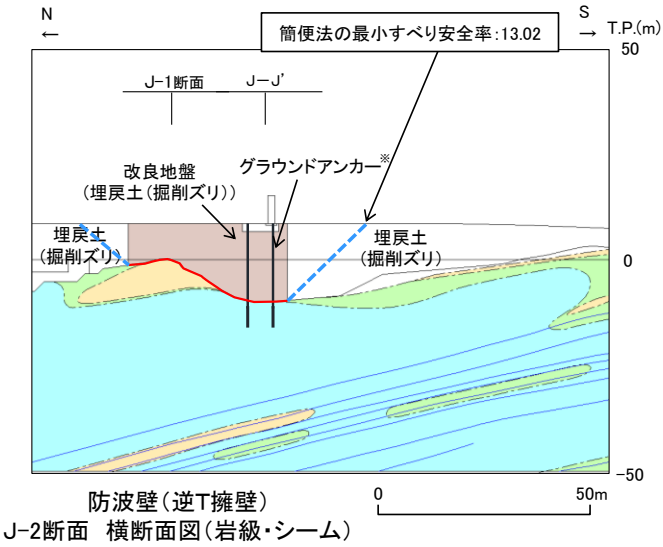 N
←
S
→
T.P.(m)
50
簡便法の最小すべり安全率:13.02
J-1断面
J-J'
改良地盤
(埋戻土(掘削ズリ))
グラウンドアンカー※
埋戻土
(掘削ズリ)
埋戻土
(掘削ズリ)
0
-50
防波壁(逆T擁壁)
0
50m
J-2断面 横断面図(岩級・シーム)